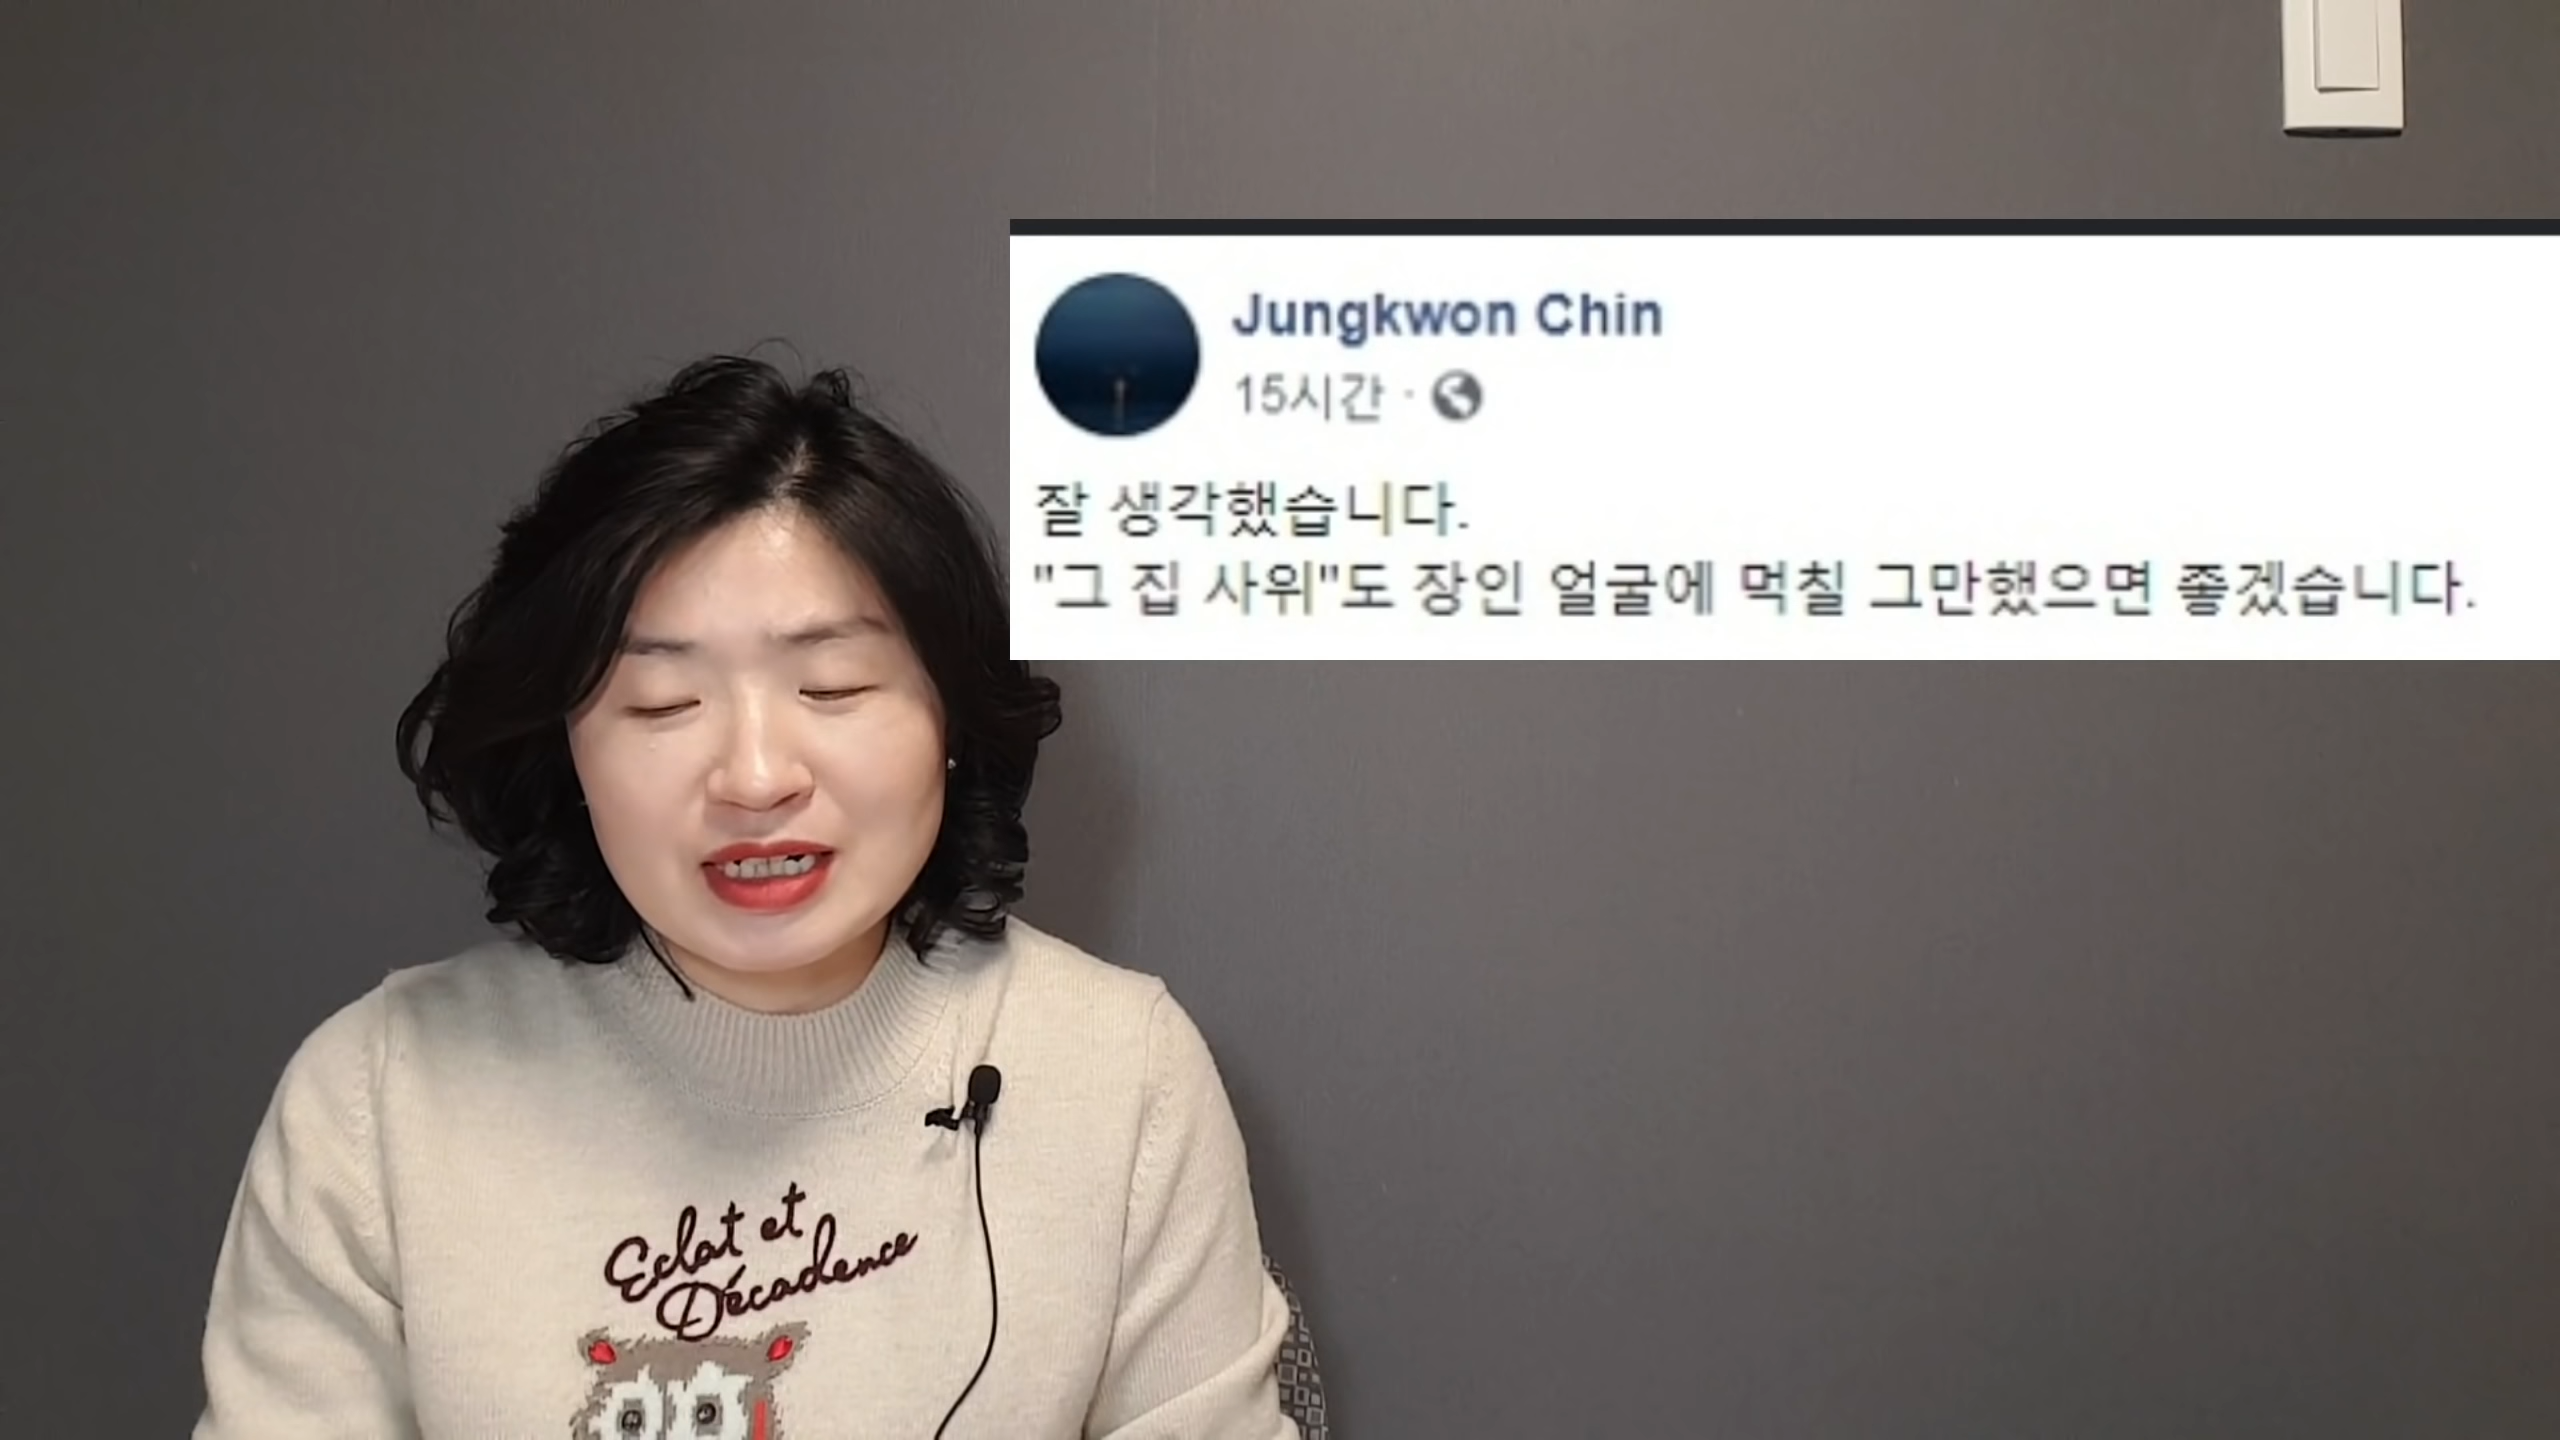 Jungkwon Chin
15시간 ·
잘 생각했습니다.
"그 집 사위"도 장인 얼굴에 먹칠 그만했으면 좋겠습니다.
Eclat et
Décadence